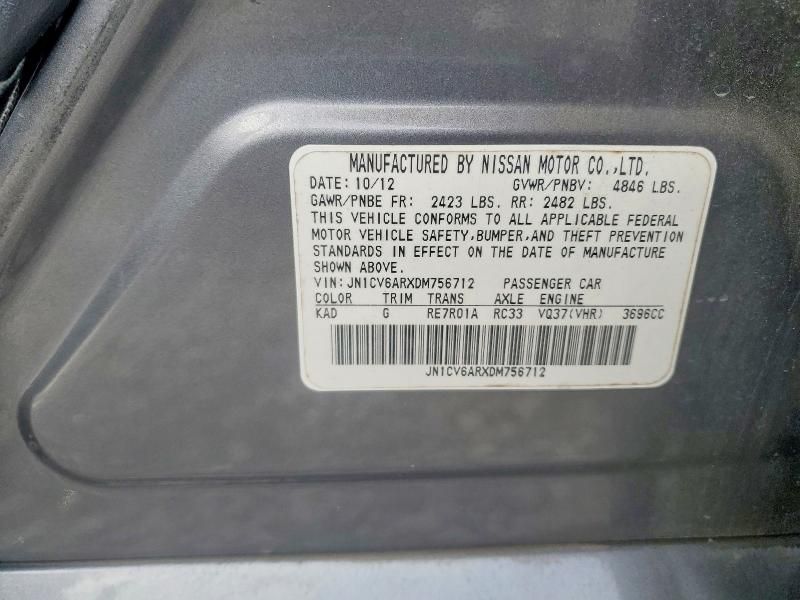 MANUFACTURED BY NISSAN MOTOR CO.,LTD.
DATE: 10/12 GVWR/PNBV: 4846 LBS.
GAWR/PNBE FR: 2423 LBS. RR: 2482 LBS.
THIS VEHICLE CONFORMS TO ALL APPLICABLE FEDERAL
MOTOR VEHICLE SAFETY,BUMPER,AND THEFT PREVENTION
STANDARDS IN EFFECT ON THE DATE OF MANUFACTURE
SHOWN ABOVE.
VIN: JN1CV6ARXDM756712 PASSENGER CAR
COLOR TRIM TRANS AXLE ENGINE
KAD G RE7R01A RC33 VQ37(VHR) 3696CC
JN1CV6ARXDM756712